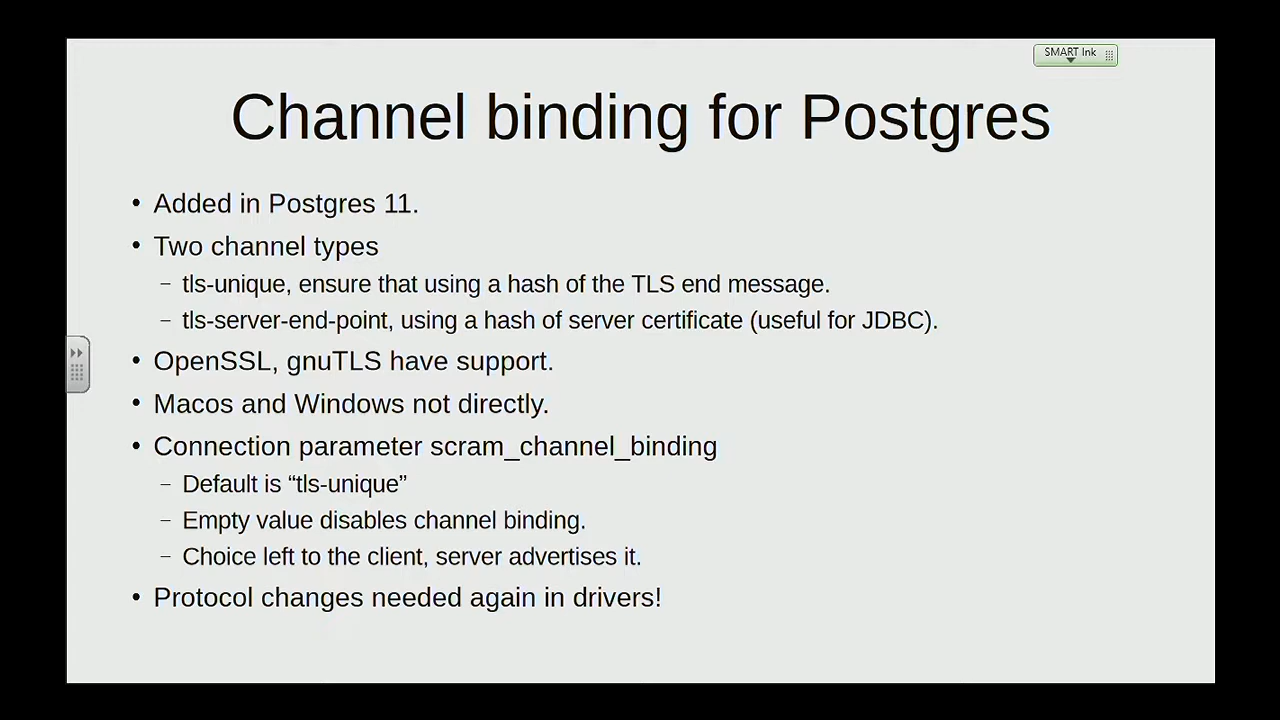 SMART Ink
Channel binding for Postgres
• Added in Postgres 11.
• Two channel types
– tls-unique, ensure that using a hash of the TLS end message.
– tls-server-end-point, using a hash of server certificate (useful for JDBC).
• OpenSSL, gnuTLS have support.
• Macos and Windows not directly.
• Connection parameter scram_channel_binding
– Default is “tls-unique”
– Empty value disables channel binding.
– Choice left to the client, server advertises it.
• Protocol changes needed again in drivers!